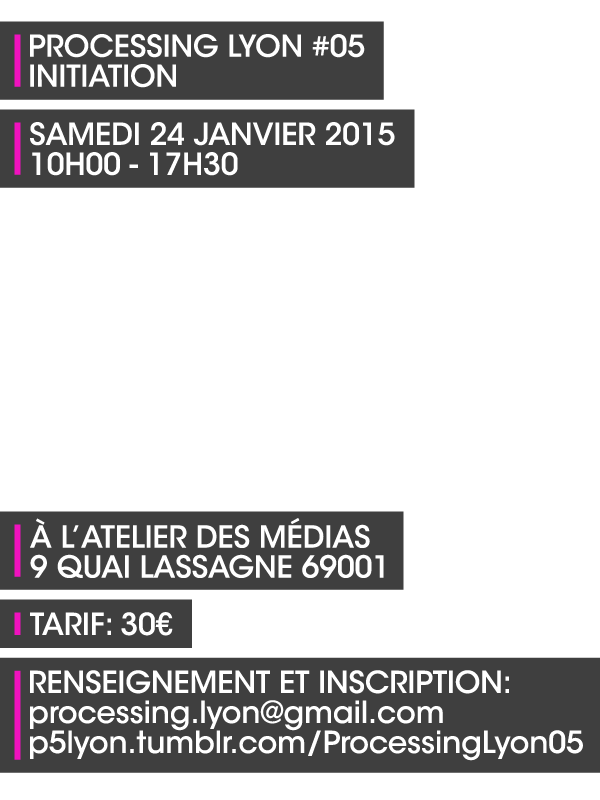 PROCESSING LYON #05
INITIATION
SAMEDI 24 JANVIER 2015
10H00 - 17H30
À L'ATELIER DES MÉDIAS
9 QUAI LASSAGNE 69001
TARIF: 30€
RENSEIGNEMENT ET INSCRIPTION:
processing.lyon@gmail.com
p5lyon.tumblr.com/ProcessingLyon05